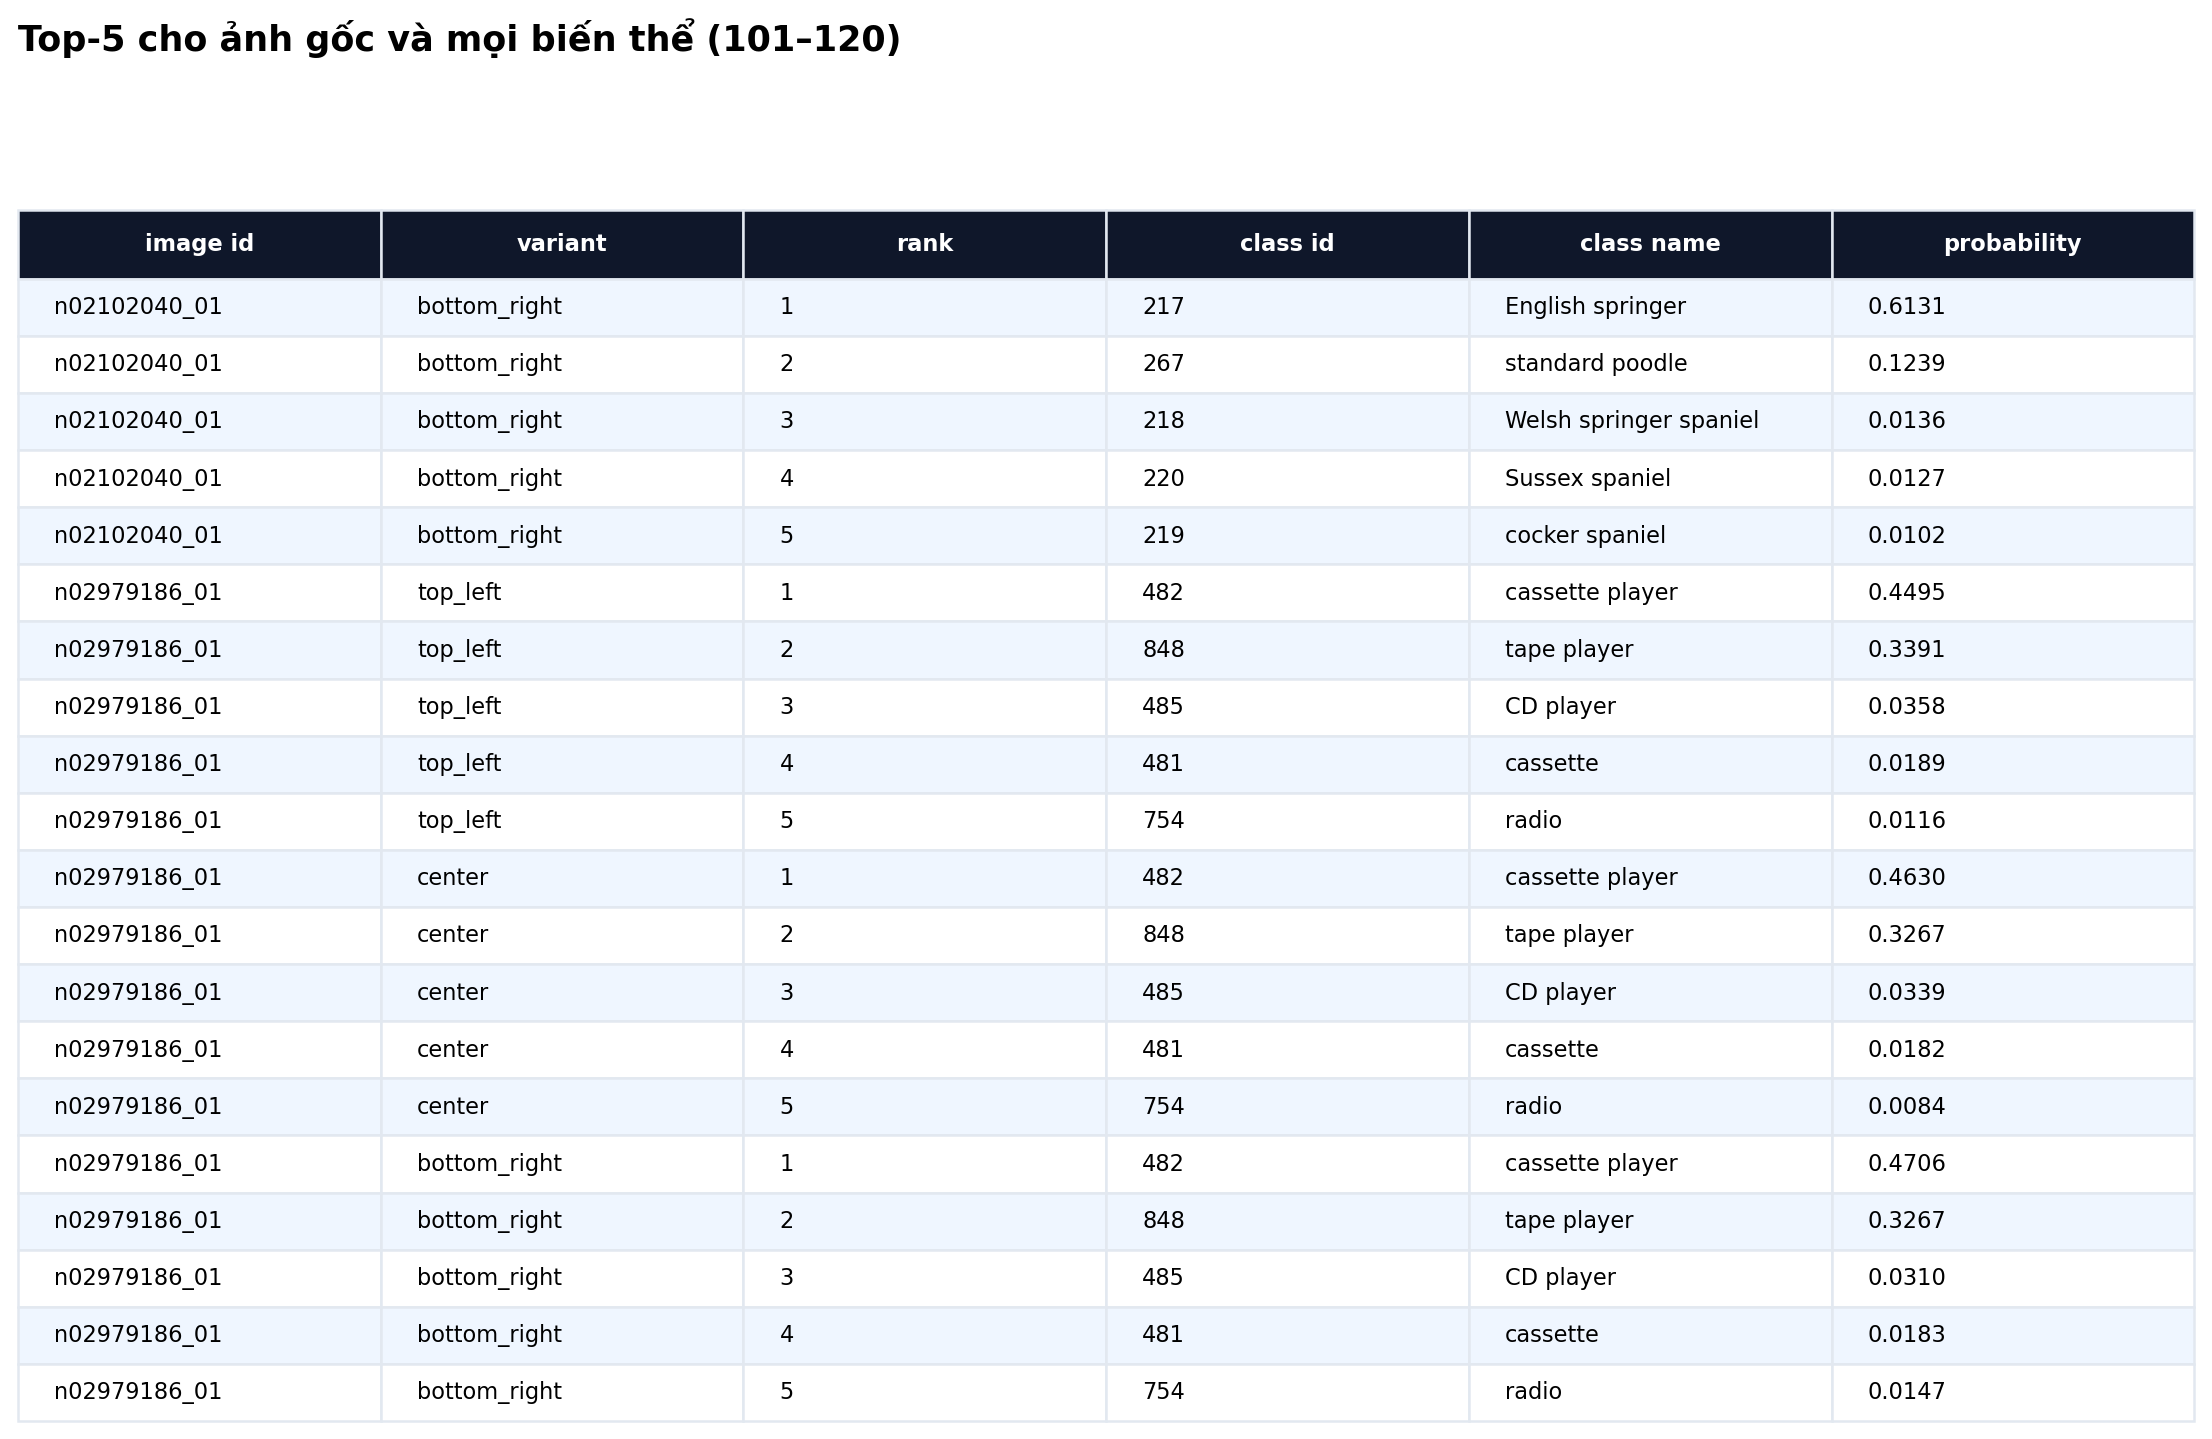 Top-5 cho ảnh gốc và mọi biến thể (101–120)
image id variant rank class id class name probability
n02102040_01 bottom_right 1 217 English springer 0.6131
n02102040_01 bottom_right 2 267 standard poodle 0.1239
n02102040_01 bottom_right 3 218 Welsh springer spaniel 0.0136
n02102040_01 bottom_right 4 220 Sussex spaniel 0.0127
n02102040_01 bottom_right 5 219 cocker spaniel 0.0102
n02979186_01 top_left 1 482 cassette player 0.4495
n02979186_01 top_left 2 848 tape player 0.3391
n02979186_01 top_left 3 485 CD player 0.0358
n02979186_01 top_left 4 481 cassette 0.0189
n02979186_01 top_left 5 754 radio 0.0116
n02979186_01 center 1 482 cassette player 0.4630
n02979186_01 center 2 848 tape player 0.3267
n02979186_01 center 3 485 CD player 0.0339
n02979186_01 center 4 481 cassette 0.0182
n02979186_01 center 5 754 radio 0.0084
n02979186_01 bottom_right 1 482 cassette player 0.4706
n02979186_01 bottom_right 2 848 tape player 0.3267
n02979186_01 bottom_right 3 485 CD player 0.0310
n02979186_01 bottom_right 4 481 cassette 0.0183
n02979186_01 bottom_right 5 754 radio 0.0147